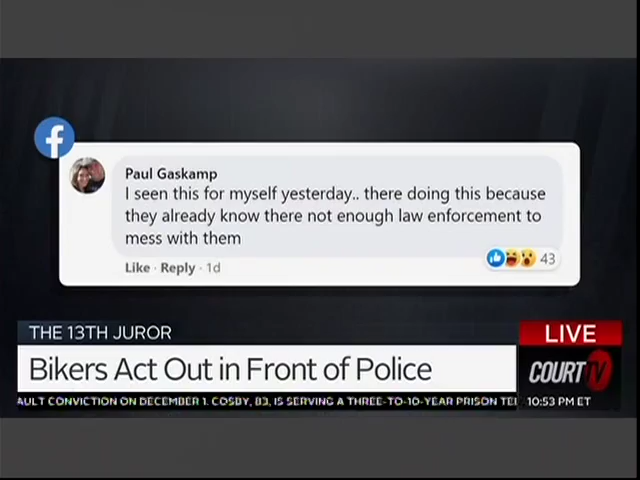 f
Paul Gaskamp
I seen this for myself yesterday.. there doing this because
they already know there not enough law enforcement to
mess with them
Like · Reply · 1d
43
THE 13TH JUROR
LIVE
Bikers Act Out in Front of Police
COURT TV
AULT CONVICTION ON DECEMBER 1. COSBY, 83, IS SERVING A THREE-TO-10-YEAR PRISON
10:53 PM ET